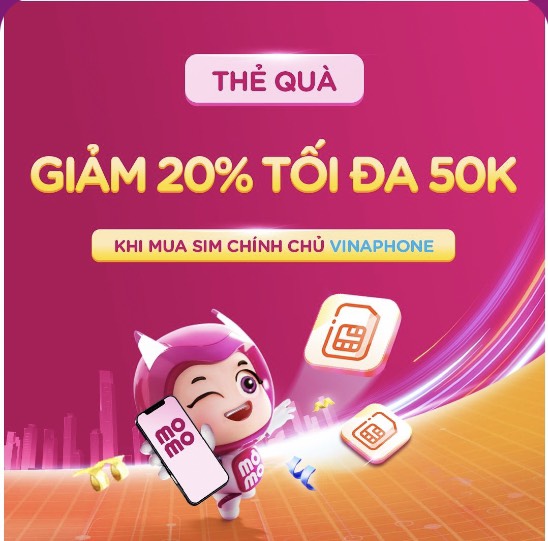 THẺ QUÀ
GIẢM 20% TỐI ĐA 50K
KHI MUA SIM CHÍNH CHỦ VINAPHONE
mo
mo
mo
mo